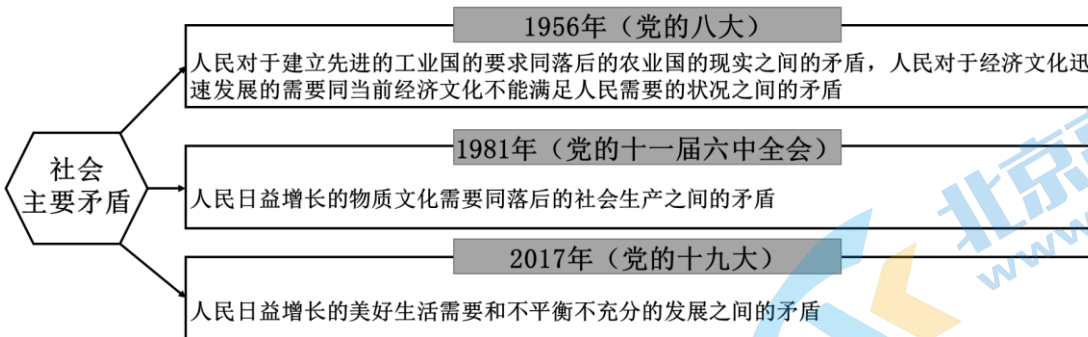 1956年（党的八大）
人民对于建立先进的工业国的要求同落后的农业国的现实之间的矛盾，人民对于经济文化迅
速发展的需要同当前经济文化不能满足人民需要的状况之间的矛盾
社会
主要矛盾
1981年（党的十一届六中全会）
人民日益增长的物质文化需要同落后的社会生产之间的矛盾
2017年（党的十九大）
人民日益增长的美好生活需要和不平衡不充分的发展之间的矛盾
北京
www